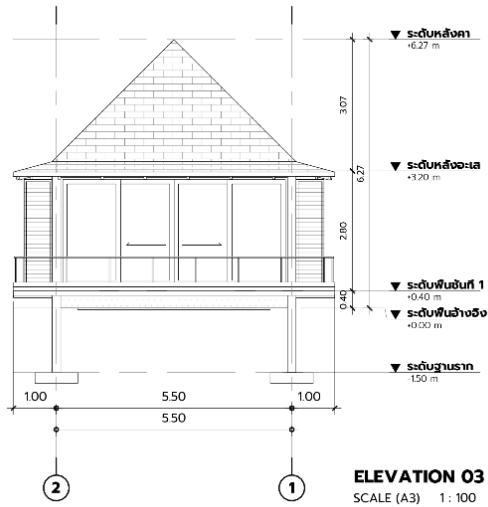 ระดับหลังคา
+6.27 m
3.07
6.27
ระดับหลังอะเส
+3.20 m
2.80
ระดับพื้นชั้นที่ 1
+0.40 m
0.40
ระดับพื้นอ้างอิง
+0.00 m
ระดับฐานราก
-1.50 m
1.00 5.50 1.00
5.50
2 1
ELEVATION 03
SCALE (A3) 1 : 100